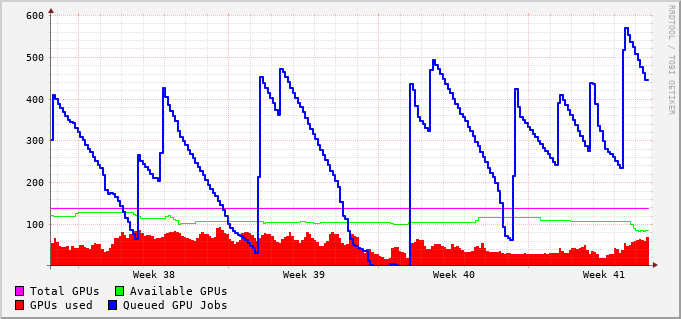 600
500
400
300
200
100
Week 38 Week 39 Week 40 Week 41
Total GPUs Available GPUs
GPUs used Queued GPU Jobs
RRDTOOL / TOBI OETIKER